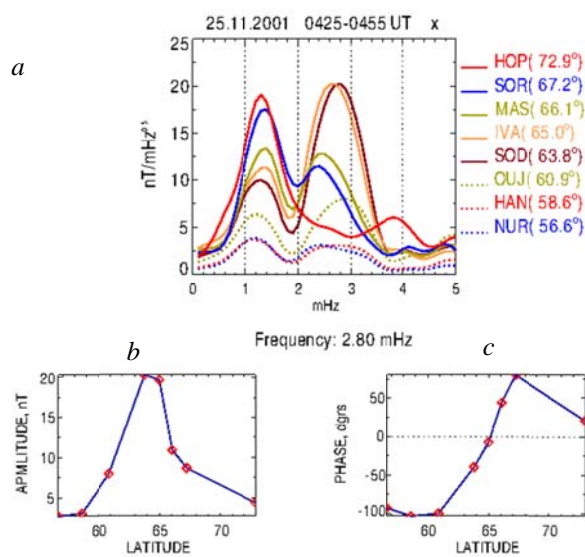 25.11.2001 0425-0455 UT x
a
HOP( 72.9°)
SOR( 67.2°)
MAS( 66.1°)
IVA( 65.0°)
SOD( 63.8°)
OUJ( 60.9°)
HAN( 58.6°)
NUR( 56.6°)
nT/mHz^0.5
25
20
15
10
5
0
0 1 2 3 4 5
mHz
Frequency: 2.80 mHz
b
c
APMLITUDE, nT
20
15
10
5
60 65 70
LATITUDE
PHASE, dgrs
50
0
-50
-100
60 65 70
LATITUDE